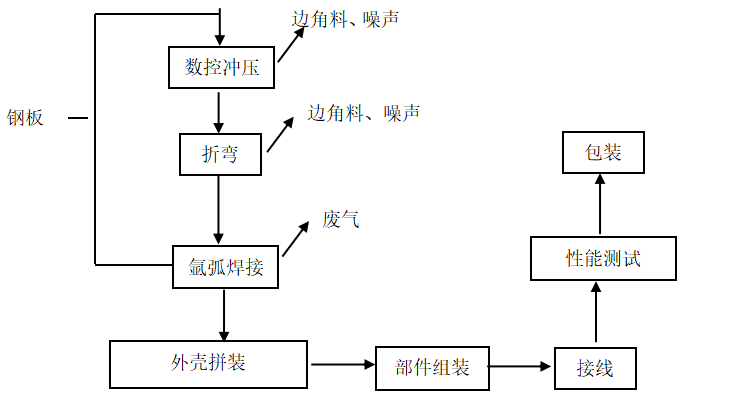 边角料、噪声
数控冲压
钢板
边角料、噪声
折弯
包装
废气
性能测试
氩弧焊接
外壳拼装
部件组装
接线